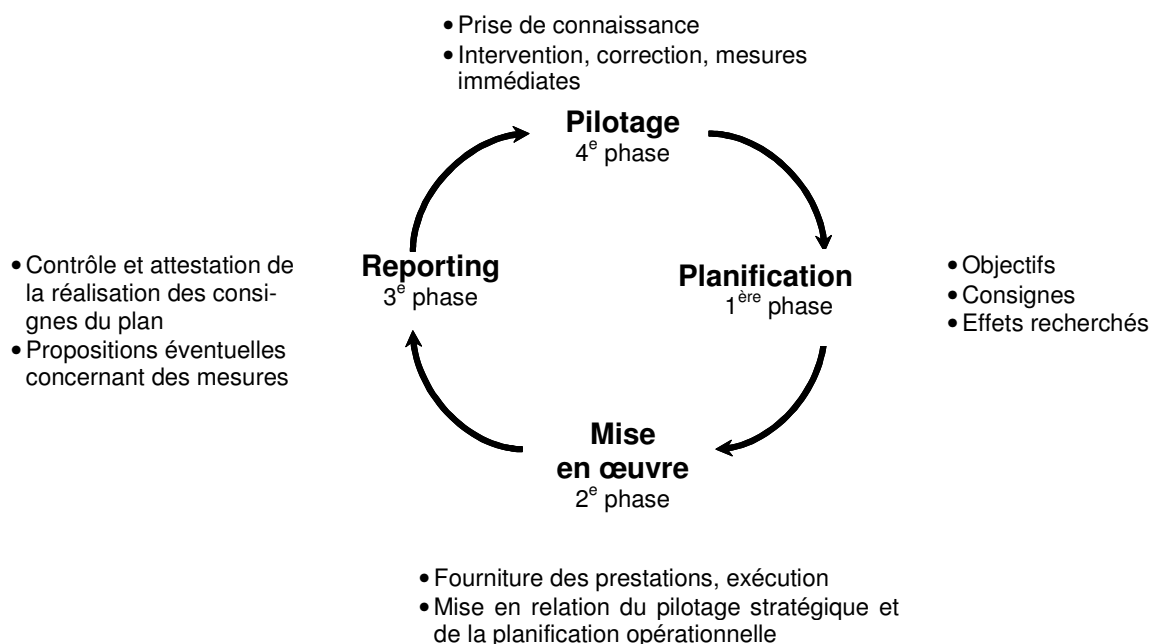 • Prise de connaissance
• Intervention, correction, mesures
immédiates
Pilotage
4e phase
• Contrôle et attestation de
la réalisation des consi-
gnes du plan
• Propositions éventuelles
concernant des mesures
Reporting
3e phase
Planification
1ère phase
• Objectifs
• Consignes
• Effets recherchés
Mise
en œuvre
2e phase
• Fourniture des prestations, exécution
• Mise en relation du pilotage stratégique et
de la planification opérationnelle